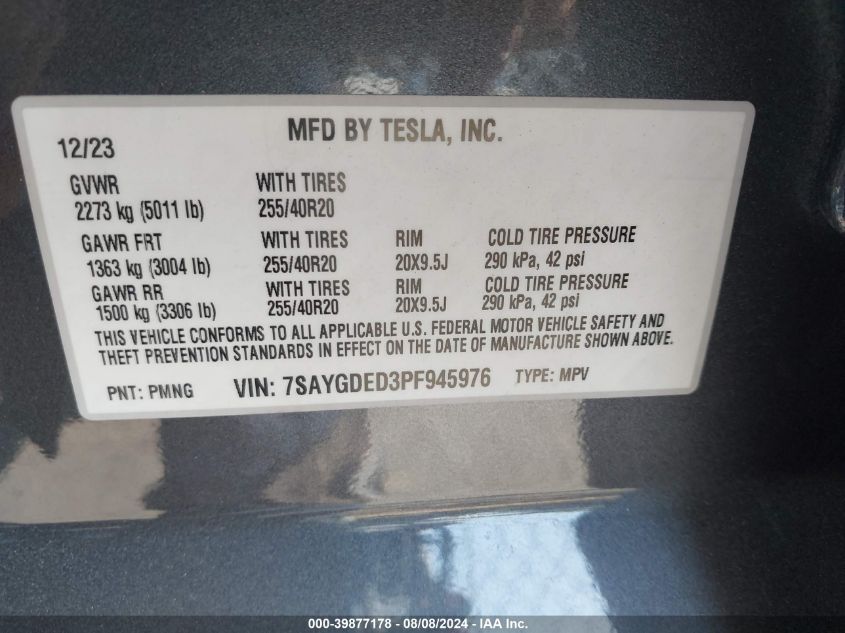 MFD BY TESLA, INC.
12/23
GVWR WITH TIRES
2273 kg (5011 lb) 255/40R20
GAWR FRT WITH TIRES RIM COLD TIRE PRESSURE
1363 kg (3004 lb) 255/40R20 20X9.5J 290 kPa, 42 psi
GAWR RR WITH TIRES RIM COLD TIRE PRESSURE
1500 kg (3306 lb) 255/40R20 20X9.5J 290 kPa, 42 psi
THIS VEHICLE CONFORMS TO ALL APPLICABLE U.S. FEDERAL MOTOR VEHICLE SAFETY AND
THEFT PREVENTION STANDARDS IN EFFECT ON THE DATE OF MANUFACTURE SHOWN ABOVE.
PNT: PMNG VIN: 7SAYGDED3PF945976 TYPE: MPV
000-39877178 - 08/08/2024 - IAA Inc.